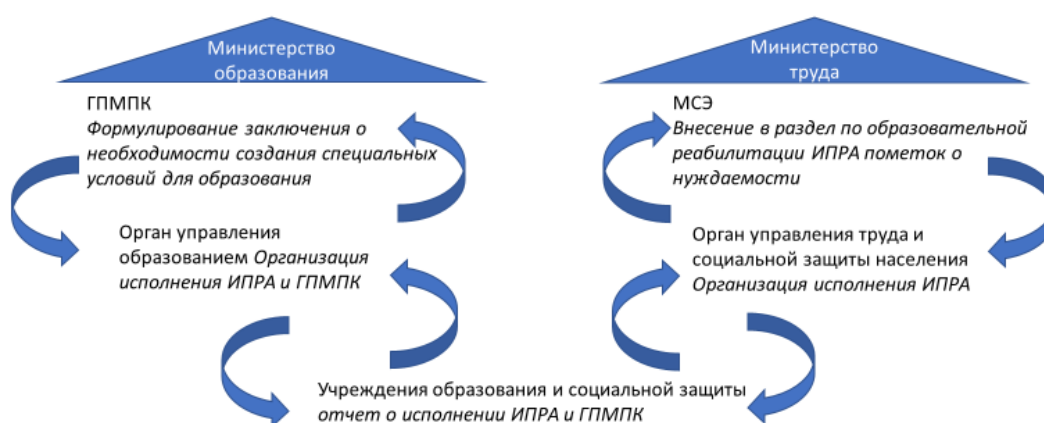 Министерство
образования
Министерство
труда
ГПМПК
Формулирование заключения о
необходимости создания специальных
условий для образования
МСЭ
Внесение в раздел по образовательной
реабилитации ИПРА пометок о
нуждаемости
Орган управления
образованием Организация
исполнения ИПРА и ГПМПК
Орган управления труда и
социальной защиты населения
Организация исполнения ИПРА
Учреждения образования и социальной защиты
отчет о исполнении ИПРА и ГПМПК